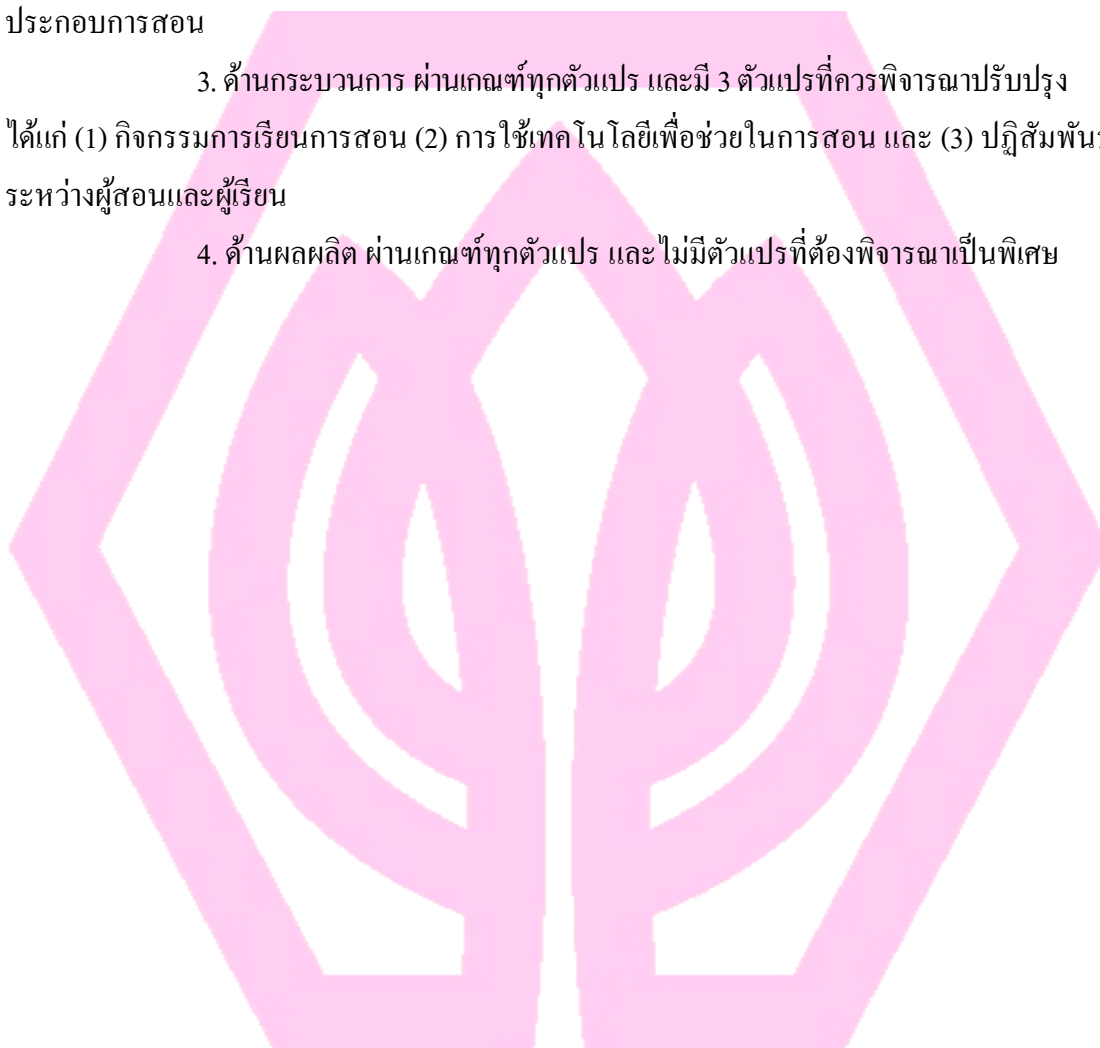 ประกอบการสอน
3. ด้านกระบวนการ ผ่านเกณฑ์ทุกตัวแปร และมี 3 ตัวแปรที่ควรพิจารณาปรับปรุง
ได้แก่ (1) กิจกรรมการเรียนการสอน (2) การใช้เทคโนโลยีเพื่อช่วยในการสอน และ (3) ปฏิสัมพัน
ระหว่างผู้สอนและผู้เรียน
4. ด้านผลผลิต ผ่านเกณฑ์ทุกตัวแปร และไม่มีตัวแปรที่ต้องพิจารณาเป็นพิเศษ